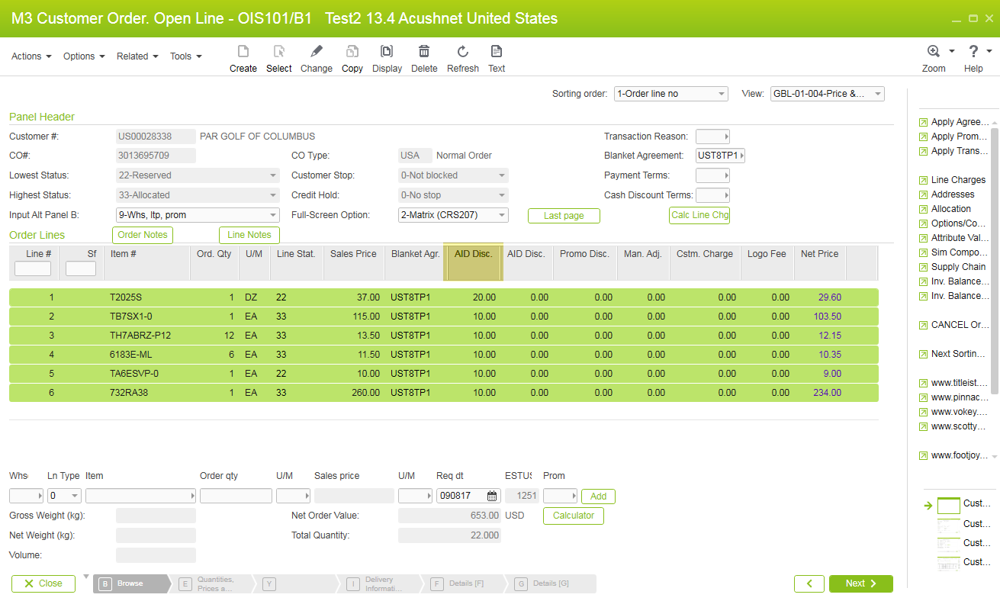 M3 Customer Order. Open Line - OIS101/B1 Test2 13.4 Acushnet United States
Actions Options Related Tools Create Select Change Copy Display Delete Refresh Text Zoom Help
Sorting order: 1-Order line no View: GBL-01-004-Price &...
Panel Header
Customer #: US00028338 PAR GOLF OF COLUMBUS Transaction Reason:
CO#: 3013695709 CO Type: USA Normal Order Blanket Agreement: UST8TP1
Lowest Status: 22-Reserved Customer Stop: 0-Not blocked Payment Terms:
Highest Status: 33-Allocated Credit Hold: 0-No stop Cash Discount Terms:
Input Alt Panel B: 9-Whs, ltp, prom Full-Screen Option: 2-Matrix (CRS207) Last page Calc Line Chg
Order Lines Order Notes Line Notes
Line # Sf Item # Ord. Qty U/M Line Stat. Sales Price Blanket Agr. AID Disc. AID Disc. Promo Disc. Man. Adj. Cstm. Charge Logo Fee Net Price
1 T2025S 1 DZ 22 37.00 UST8TP1 20.00 0.00 0.00 0.00 0.00 0.00 29.60
2 TB7SX1-0 1 EA 33 115.00 UST8TP1 10.00 0.00 0.00 0.00 0.00 0.00 103.50
3 TH7ABRZ-P12 12 EA 33 13.50 UST8TP1 10.00 0.00 0.00 0.00 0.00 0.00 12.15
4 6183E-ML 6 EA 33 11.50 UST8TP1 10.00 0.00 0.00 0.00 0.00 0.00 10.35
5 TA6ESVP-0 1 EA 22 10.00 UST8TP1 10.00 0.00 0.00 0.00 0.00 0.00 9.00
6 732RA38 1 EA 33 260.00 UST8TP1 10.00 0.00 0.00 0.00 0.00 0.00 234.00
Whs Ln Type Item Order qty U/M Sales price U/M Req dt ESTUS Prom
0 090817 1251 Add
Gross Weight (kg): Net Order Value: 653.00 USD Calculator
Net Weight (kg): Total Quantity: 22.000
Volume:
Close B Browse E Quantities, Prices a... Y I Delivery Informati... F Details [F] G Details [G] Next
Apply Agree...
Apply Prom...
Apply Trans...
Line Charges
Addresses
Allocation
Options/Co...
Attribute Val...
Sim Compo...
Supply Chain
Inv. Balance...
Inv. Balance...
CANCEL Or...
Next Sortin...
www.titleist....
www.pinnac...
www.vokey....
www.scotty...
www.footjoy...
Cust...
Cust...
Cust...
Cust...